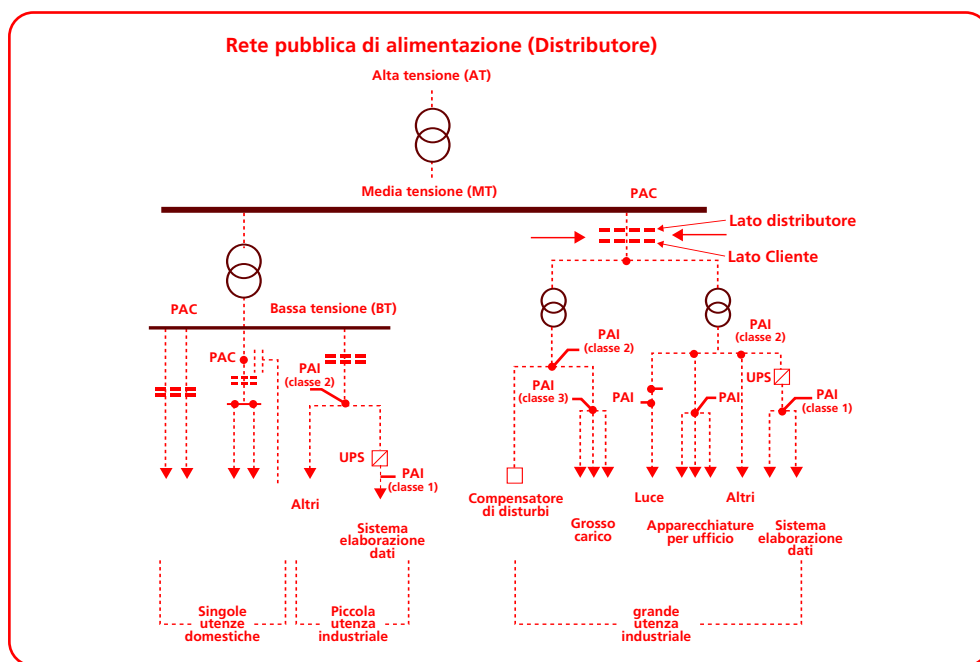 Rete pubblica di alimentazione (Distributore)
Alta tensione (AT)
Media tensione (MT)
PAC
Lato distributore
Lato Cliente
PAC
Bassa tensione (BT)
PAC
PAI
(classe 2)
PAI
(classe 2)
PAI
(classe 2)
PAI
(classe 3)
PAI
PAI
UPS
PAI
(classe 1)
UPS
PAI
(classe 1)
Altri
Sistema
elaborazione
dati
Compensatore
di disturbi
Grosso
carico
Luce
Apparecchiature
per ufficio
Altri
Sistema
elaborazione
dati
Singole
utenze
domestiche
Piccola
utenza
industriale
grande
utenza
industriale